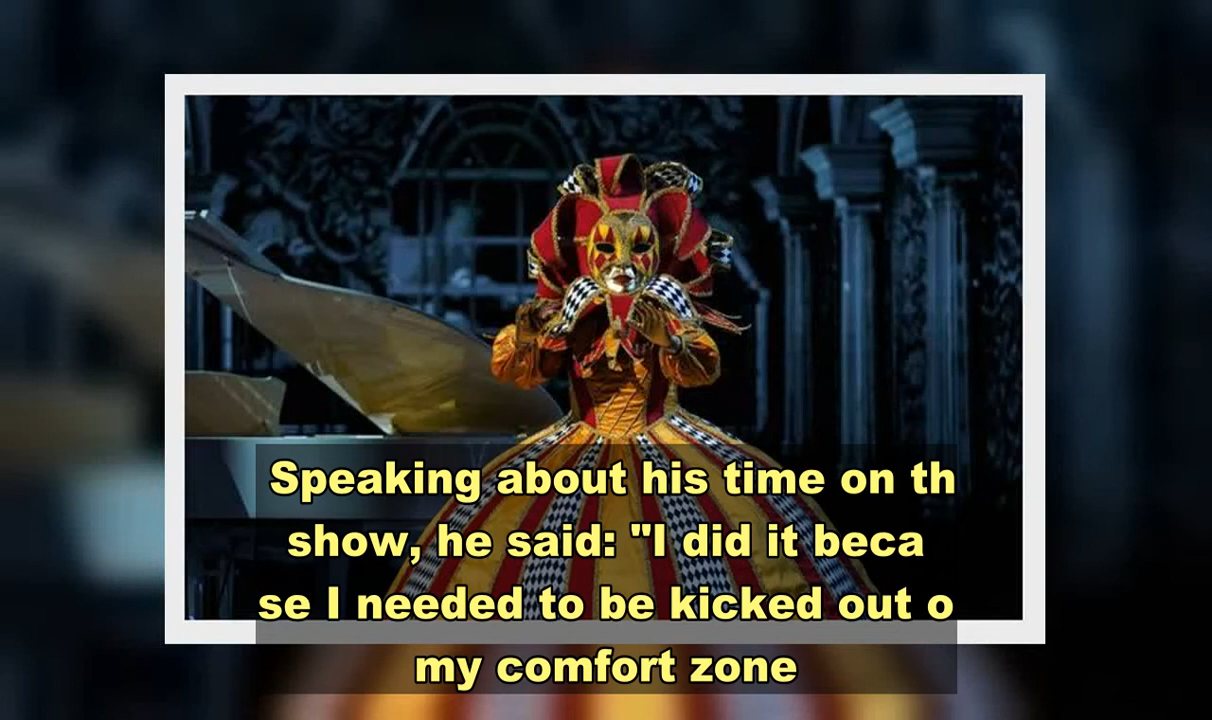 Speaking about his time on th
show, he said: "I did it beca
se I needed to be kicked out o
my comfort zone